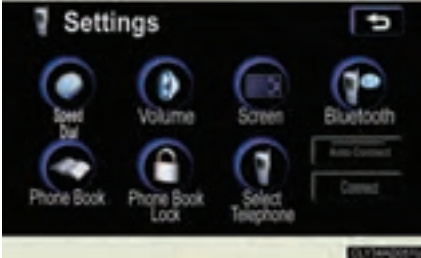 Settings
Speed
Dial
Volume
Screen
Bluetooth
Phone Book
Phone Book
Lock
Select
Telephone
Auto Connect
Connect